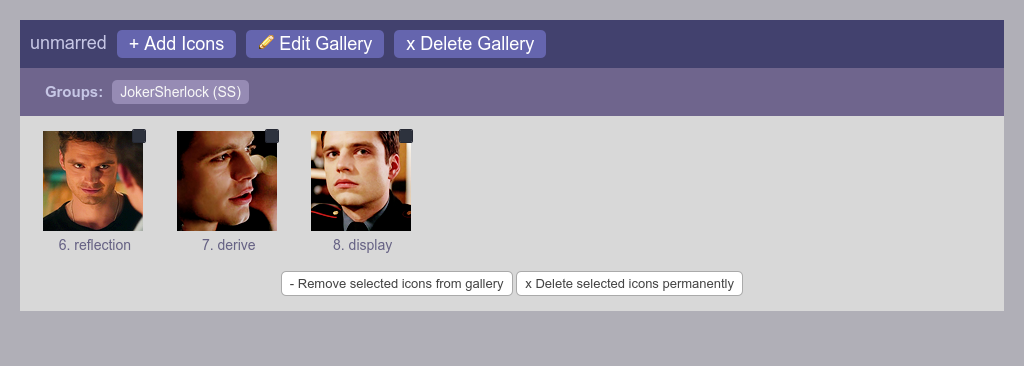 unmarred + Add Icons Edit Gallery x Delete Gallery
Groups: JokerSherlock (SS)
6. reflection 7. derive 8. display
- Remove selected icons from gallery x Delete selected icons permanently